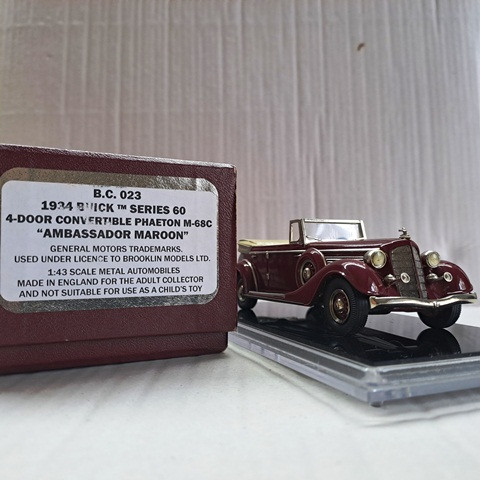 B.C. 023
1934 BUICK ™ SERIES 60
4-DOOR CONVERTIBLE PHAETON M-68C
“AMBASSADOR MAROON”
GENERAL MOTORS TRADEMARKS.
USED UNDER LICENCE TO BROOKLIN MODELS LTD.
1:43 SCALE METAL AUTOMOBILES
MADE IN ENGLAND FOR THE ADULT COLLECTOR
AND NOT SUITABLE FOR USE AS A CHILD'S TOY